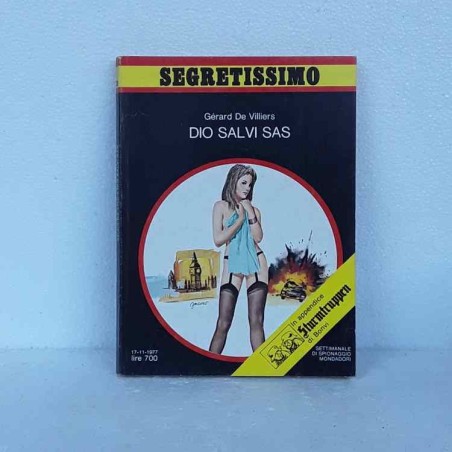 SEGRETISSIMO
Gérard De Villiers
DIO SALVI SAS
in appendice
Sturmtruppen
di Bonvi
17-11-1977
lire 700
SETTIMANALE
DI SPIONAGGIO
MONDADORI